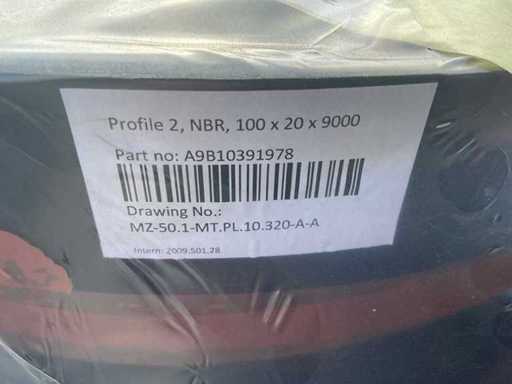 Profile 2, NBR, 100 x 20 x 9000
Part no: A9B10391978
Drawing No.:
MZ-50.1-MT.PL.10.320-A-A
Intern: 2009.501.28